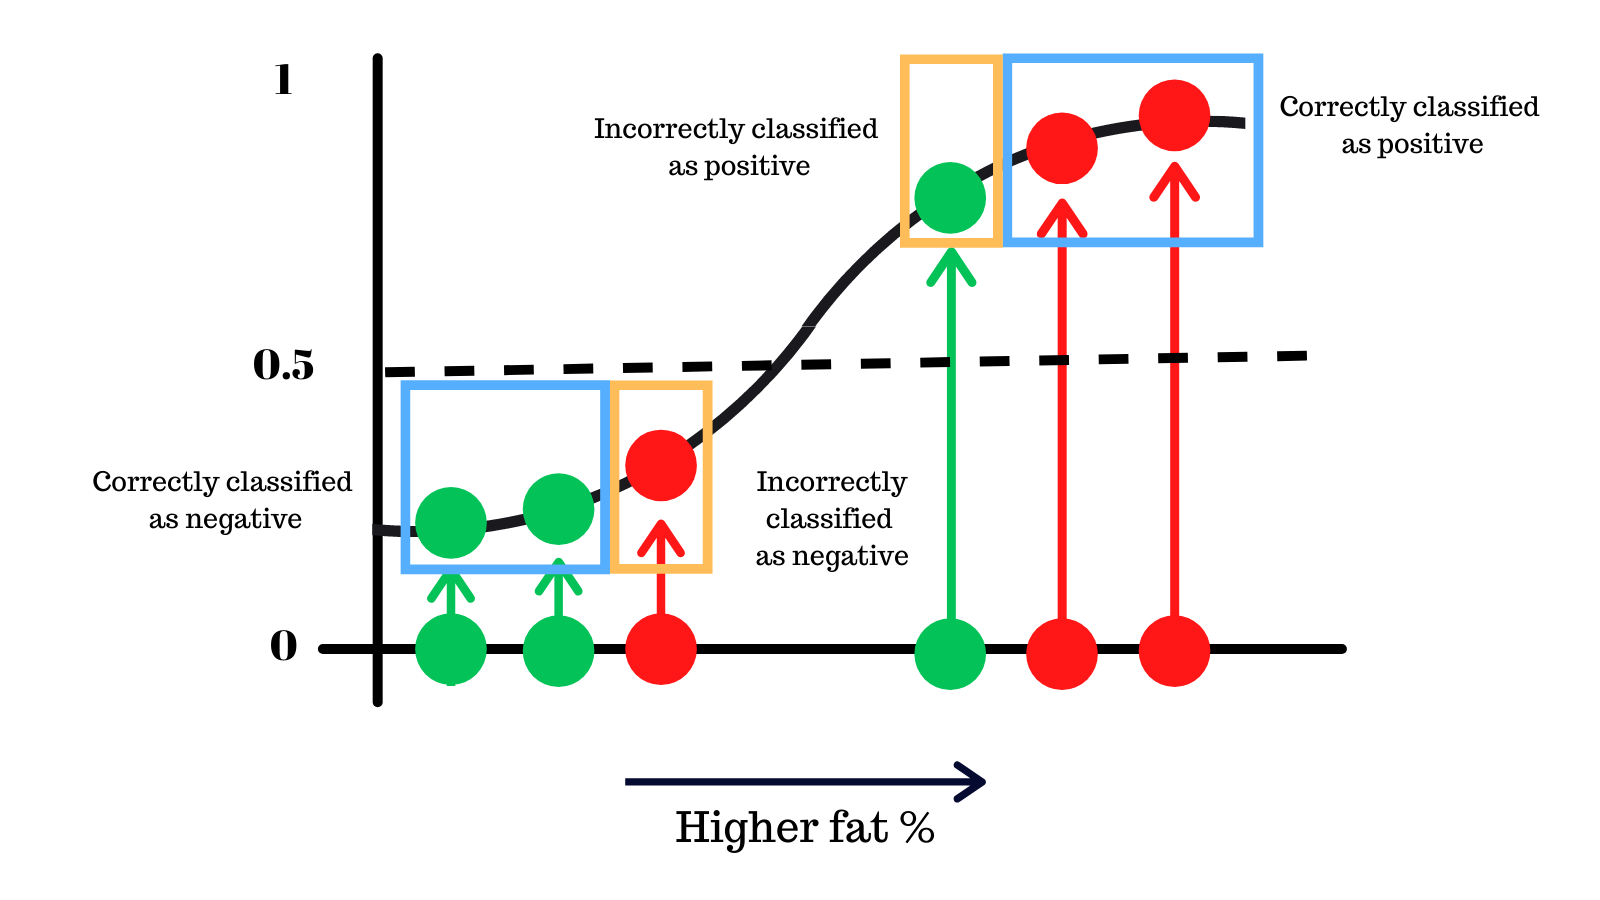 1
Incorrectly classified
as positive
Correctly classified
as positive
0.5
Correctly classified
as negative
Incorrectly
classified
as negative
0
Higher fat %